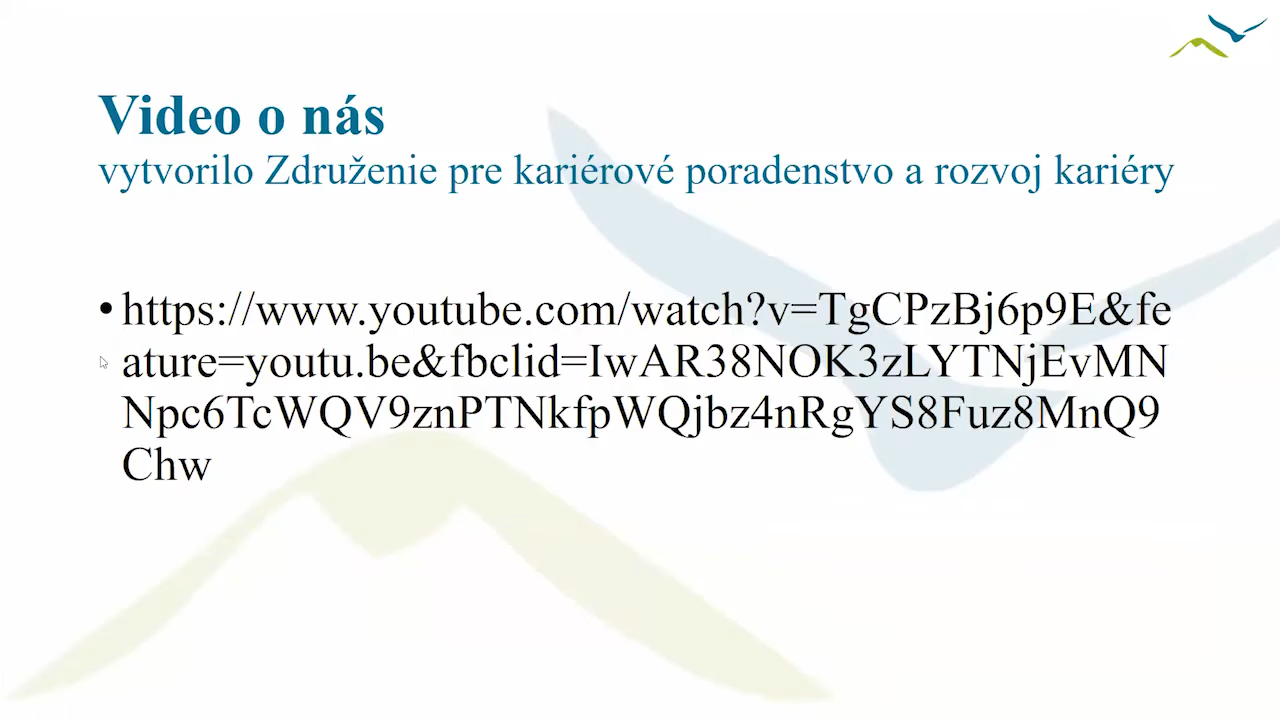 Video o nás
vytvorilo Združenie pre kariérové poradenstvo a rozvoj kariéry
• https://www.youtube.com/watch?v=TgCPzBj6p9E&fe
ature=youtu.be&fbclid=IwAR38NOK3zLYTNjEvMN
Npc6TcWQV9znPTNkfpWQjbz4nRgYS8Fuz8MnQ9
Chw